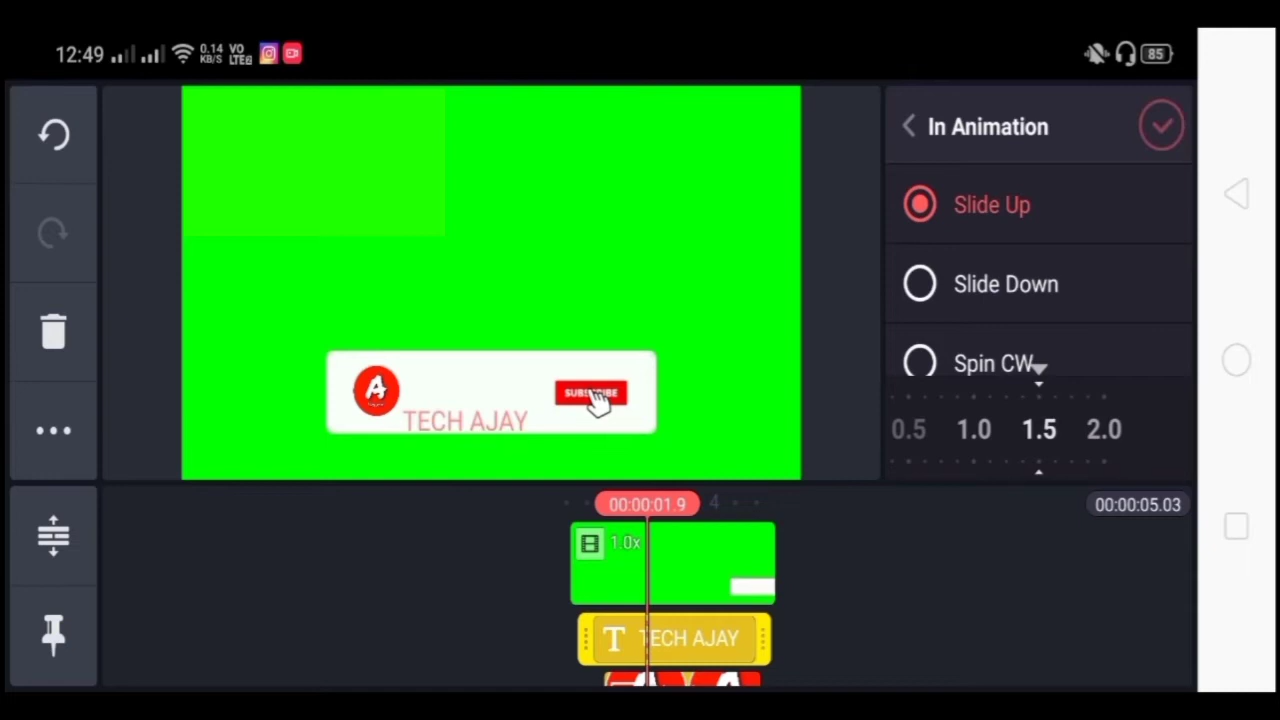 12:49
0.14 KB/S
VO LTE2
85
In Animation
Slide Up
Slide Down
Spin CW
0.5 1.0 1.5 2.0
A
SUBSCRIBE
TECH AJAY
00:00:01.9
4
00:00:05.03
1.0x
T TECH AJAY